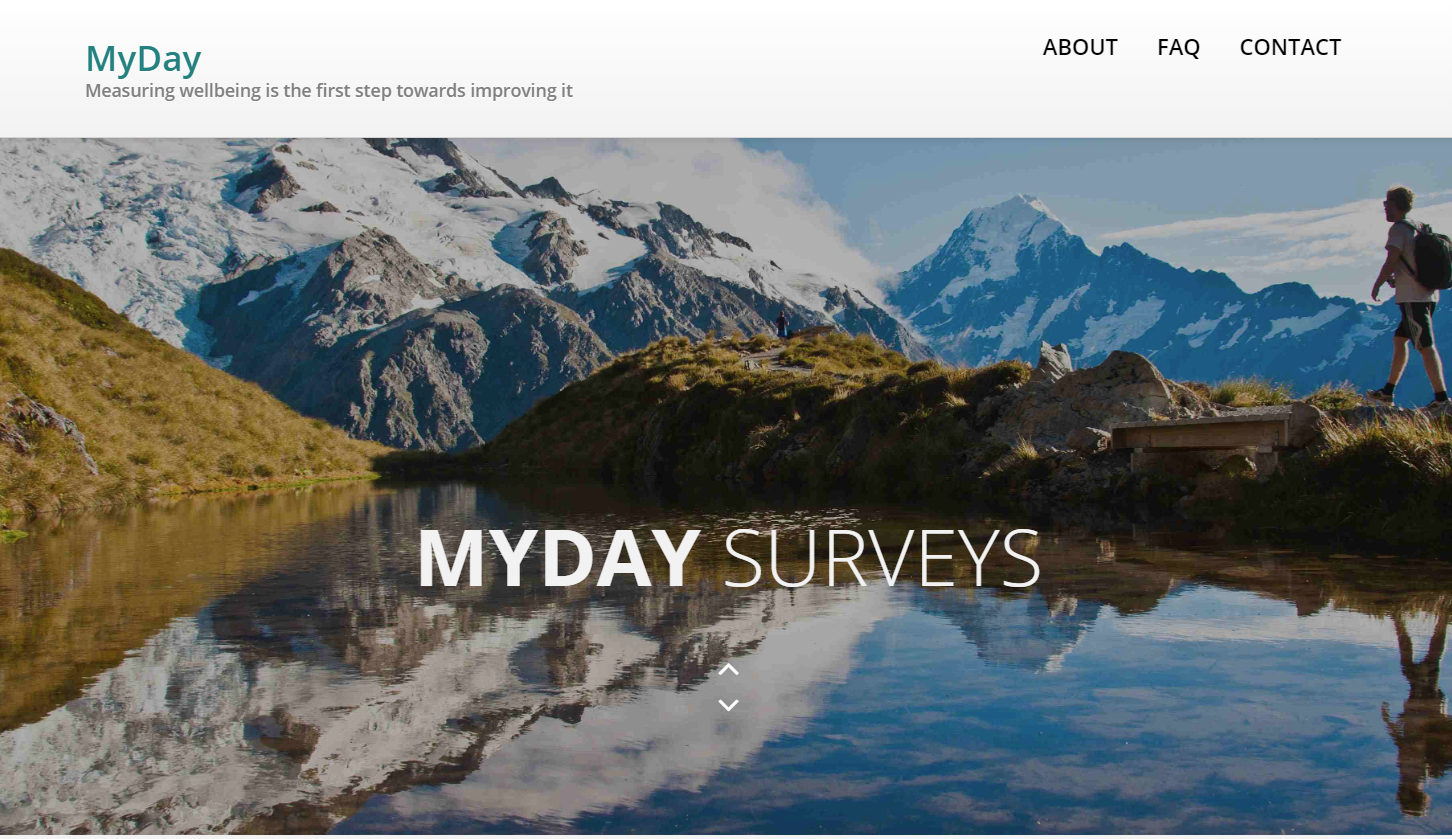 MyDay
Measuring wellbeing is the first step towards improving it
ABOUT FAQ CONTACT
MYDAY SURVEYS